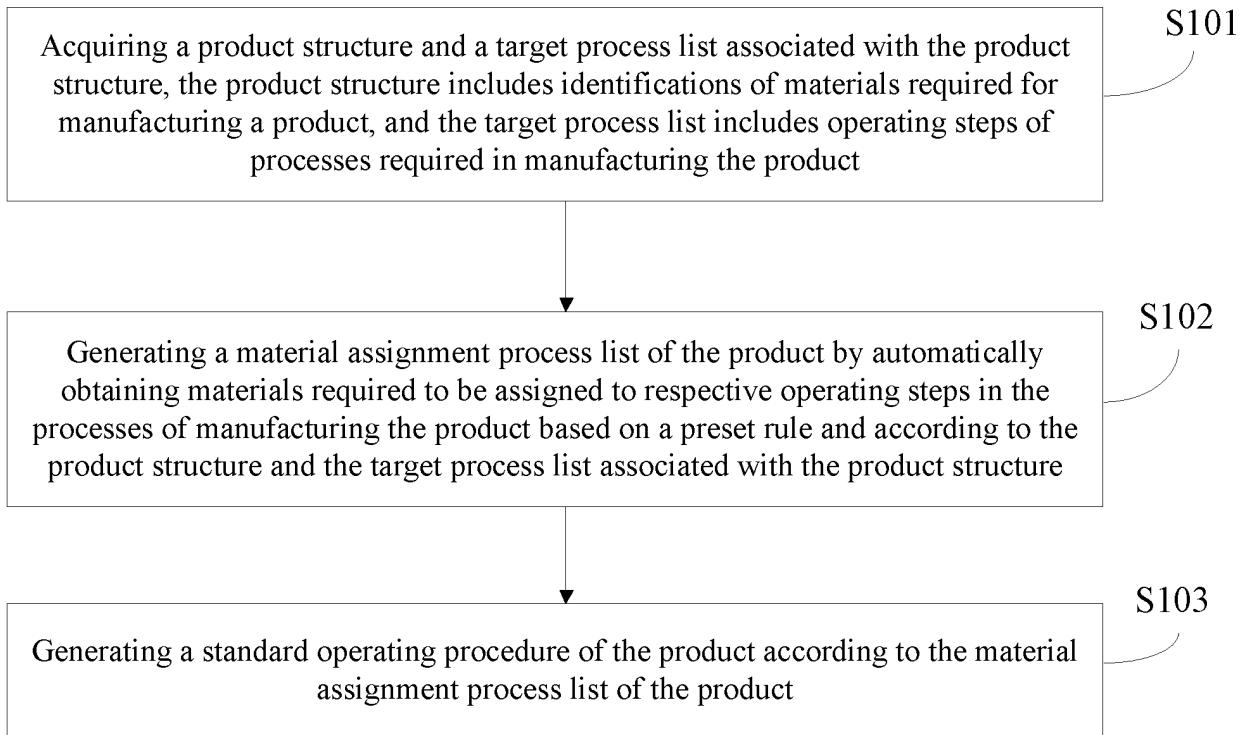 S101
Acquiring a product structure and a target process list associated with the product
structure, the product structure includes identifications of materials required for
manufacturing a product, and the target process list includes operating steps of
processes required in manufacturing the product
S102
Generating a material assignment process list of the product by automatically
obtaining materials required to be assigned to respective operating steps in the
processes of manufacturing the product based on a preset rule and according to the
product structure and the target process list associated with the product structure
S103
Generating a standard operating procedure of the product according to the material
assignment process list of the product